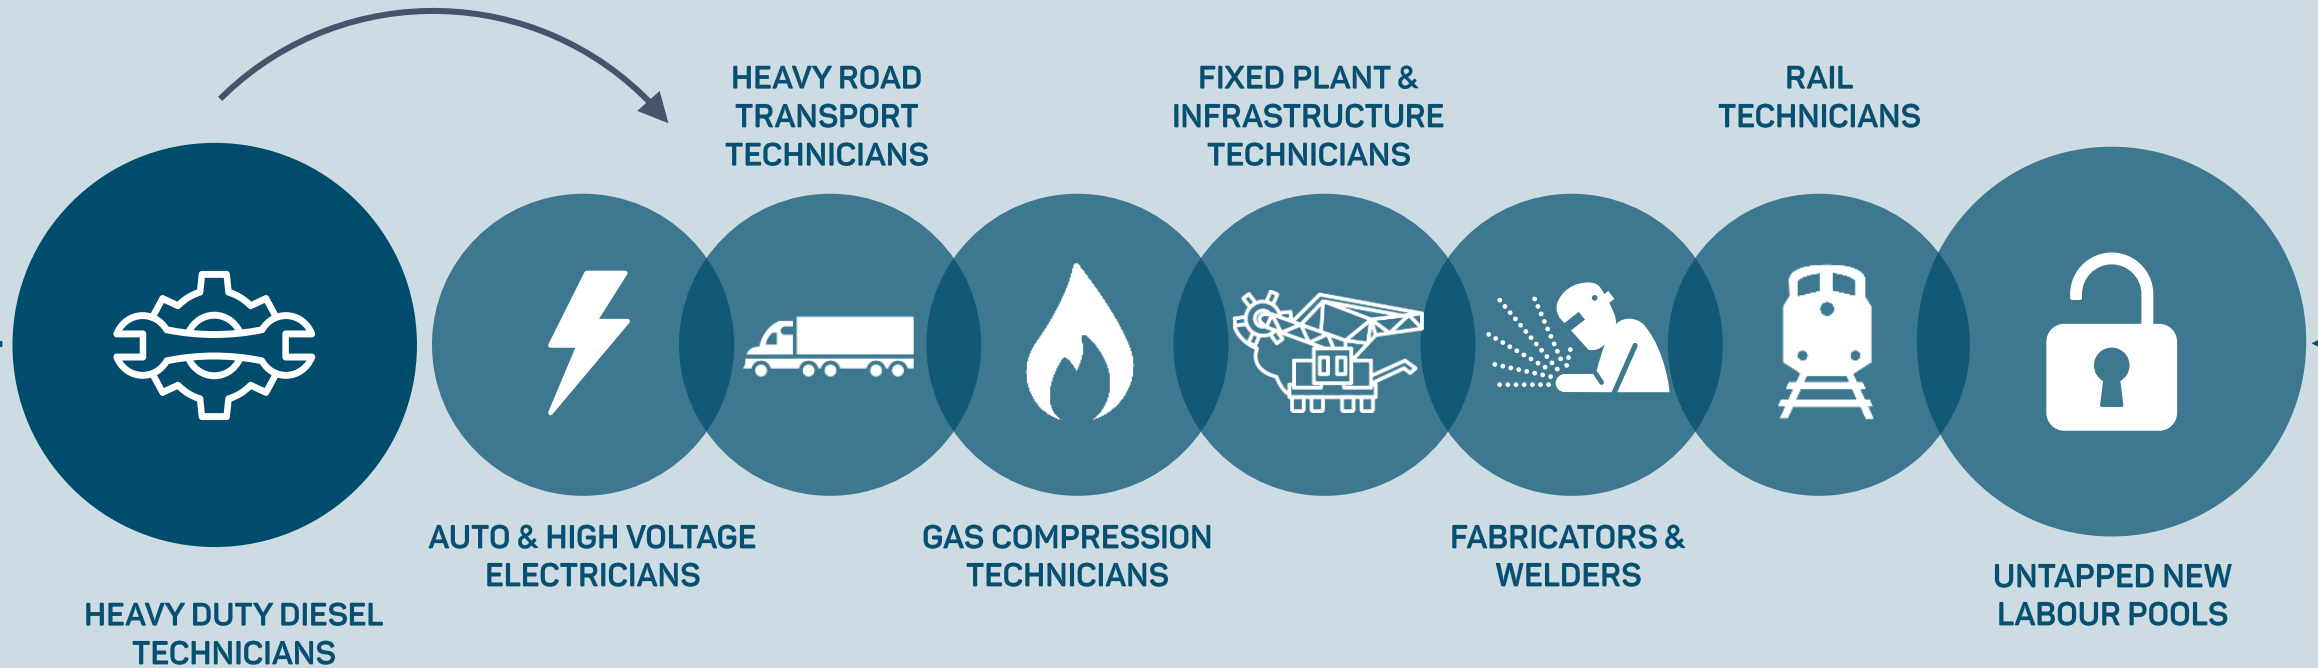 HEAVY DUTY DIESEL
TECHNICIANS
AUTO & HIGH VOLTAGE
ELECTRICIANS
HEAVY ROAD
TRANSPORT
TECHNICIANS
GAS COMPRESSION
TECHNICIANS
FIXED PLANT &
INFRASTRUCTURE
TECHNICIANS
FABRICATORS &
WELDERS
RAIL
TECHNICIANS
UNTAPPED NEW
LABOUR POOLS